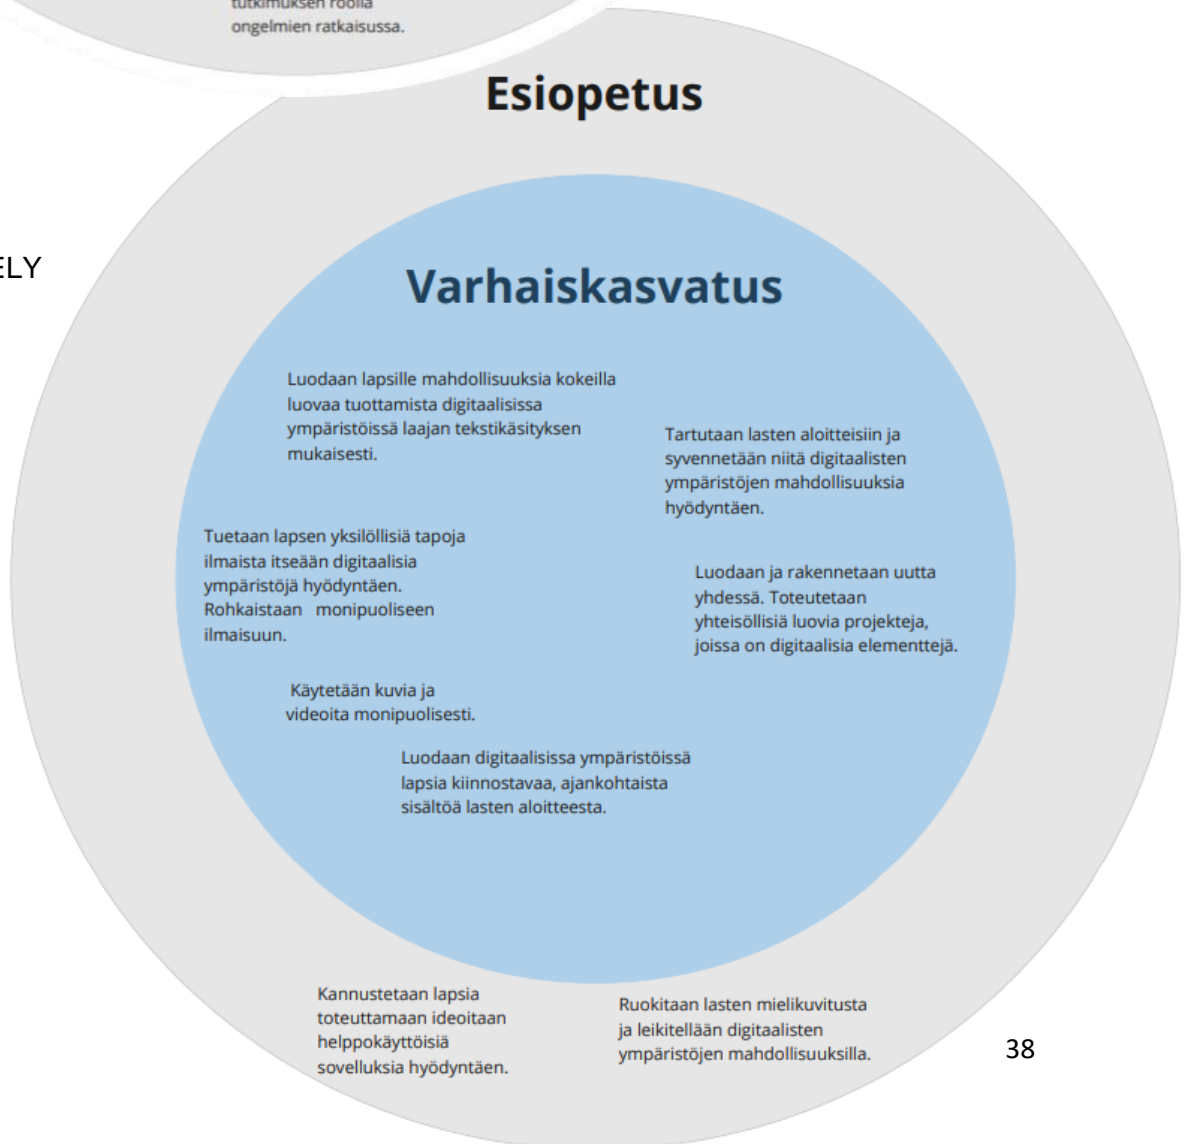 tutkimuksen roolia
ongelmien ratkaisussa.
Esiopetus
ELY
Varhaiskasvatus
Luodaan lapsille mahdollisuuksia kokeilla
luovaa tuottamista digitaalisissa
ympäristöissä laajan tekstikäsityksen
mukaisesti.
Tartutaan lasten aloitteisiin ja
syvennetään niitä digitaalisten
ympäristöjen mahdollisuuksia
hyödyntäen.
Tuetaan lapsen yksilöllisiä tapoja
ilmaista itseään digitaalisia
ympäristöjä hyödyntäen.
Rohkaistaan monipuoliseen
ilmaisuun.
Luodaan ja rakennetaan uutta
yhdessä. Toteutetaan
yhteisöllisiä luovia projekteja,
joissa on digitaalisia elementtejä.
Käytetään kuvia ja
videoita monipuolisesti.
Luodaan digitaalisissa ympäristöissä
lapsia kiinnostavaa, ajankohtaista
sisältöä lasten aloitteesta.
Kannustetaan lapsia
toteuttamaan ideoitaan
helppokäyttöisiä
sovelluksia hyödyntäen.
Ruokitaan lasten mielikuvitusta
ja leikitellään digitaalisten
ympäristöjen mahdollisuuksilla.
38